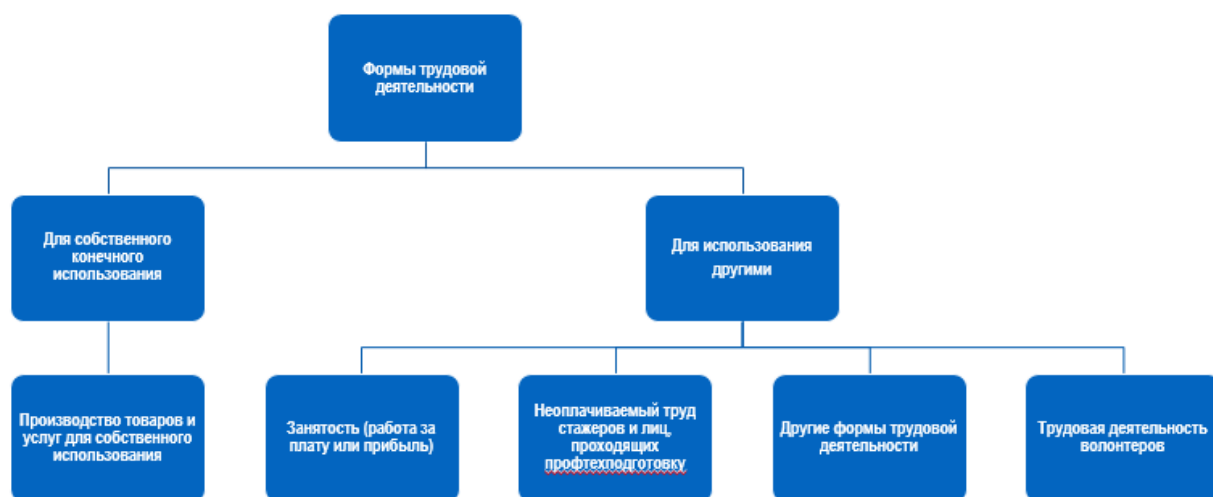 Формы трудовой
деятельности
Для собственного
конечного
использования
Для использования
другими
Производство товаров и
услуг для собственного
использования
Занятость (работа за
плату или прибыль)
Неоплачиваемый труд
стажеров и лиц,
проходящих
профтехподготовку
Другие формы трудовой
деятельности
Трудовая деятельность
волонтеров